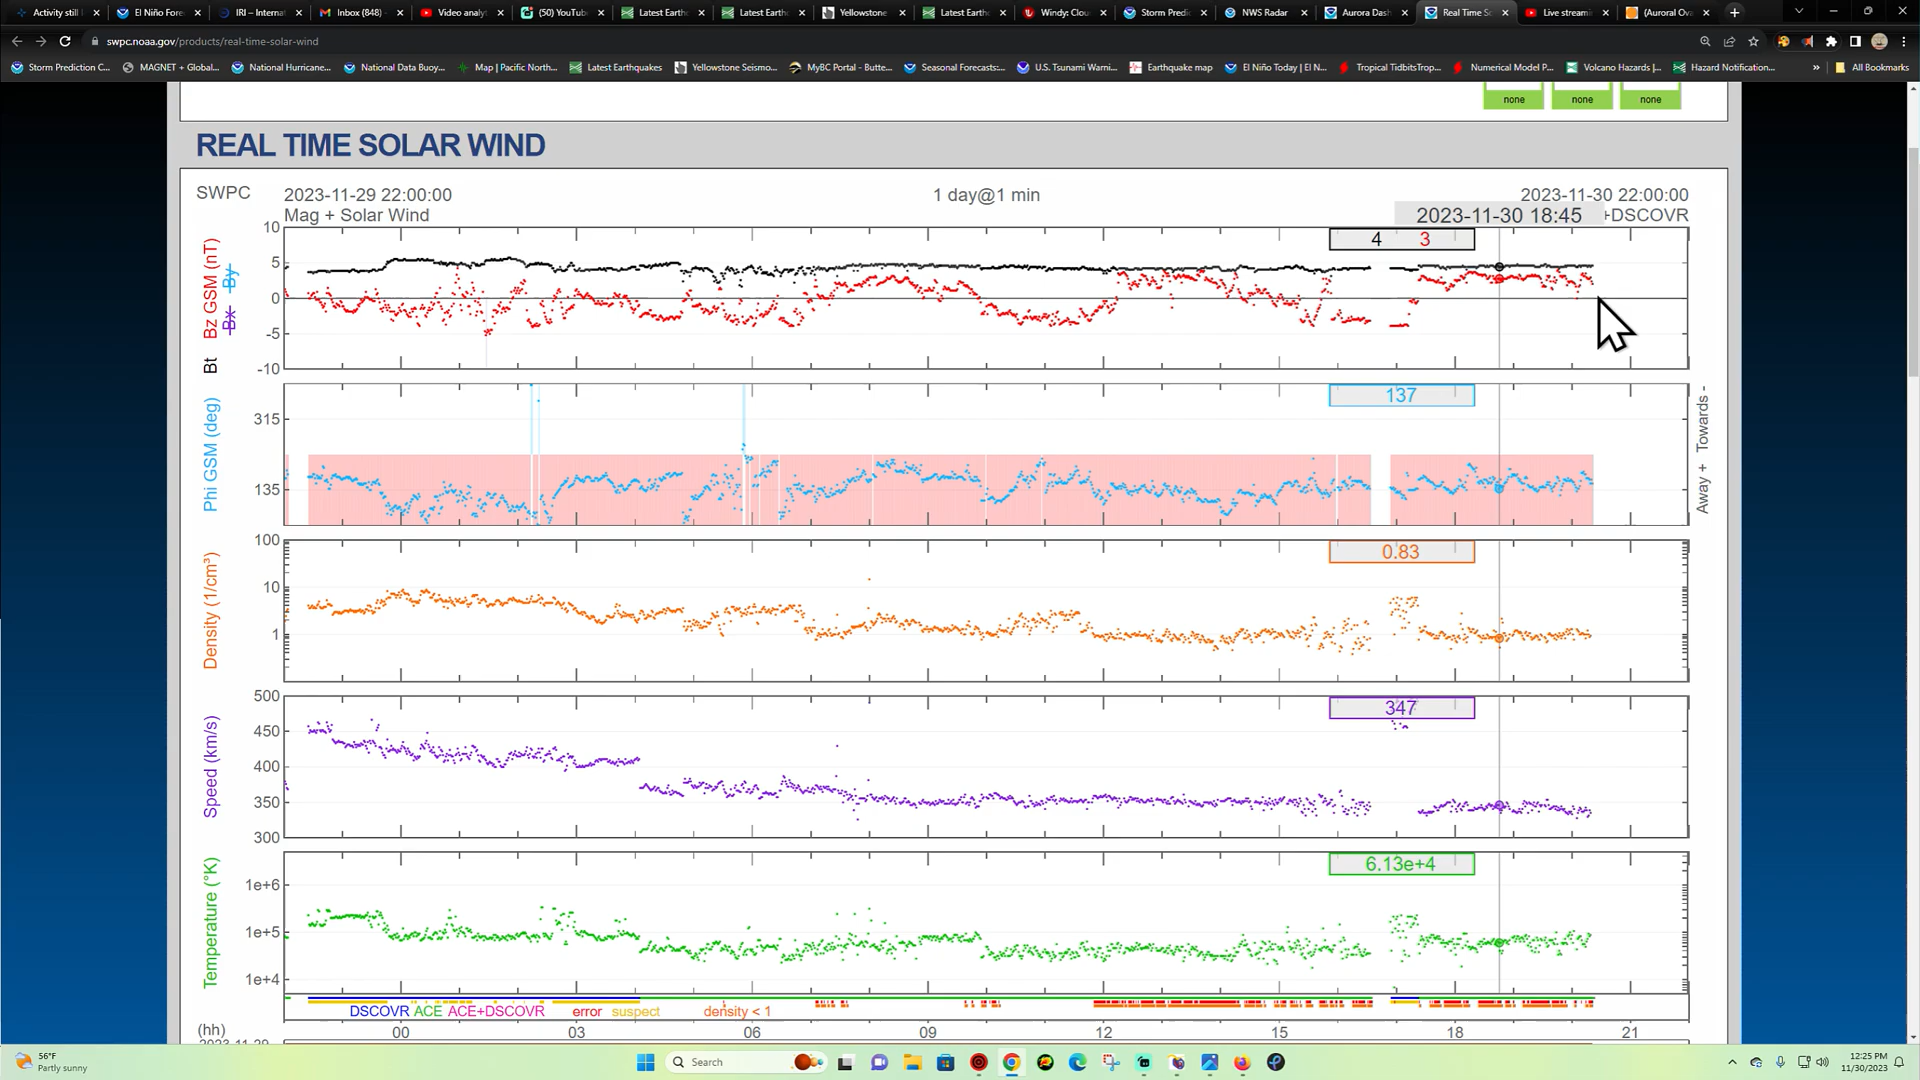 Activity still
El Niño Fore
IRI – Internat
Inbox (848) -
Video analyt
(50) YouTub
Latest Earth
Latest Earth
Yellowstone
Latest Earth
Windy: Clou
Storm Predic
NWS Radar
Aurora Dash
Real Time So
Live streami
(Auroral Ova
swpc.noaa.gov/products/real-time-solar-wind
Storm Prediction C...
MAGNET + Global...
National Hurricane...
National Data Buoy...
Map | Pacific North...
Latest Earthquakes
Yellowstone Seismo...
MyBC Portal - Butte...
Seasonal Forecasts:...
U.S. Tsunami Warni...
Earthquake map
El Niño Today | El N...
Tropical TidbitsTrop...
Numerical Model P...
Volcano Hazards |...
Hazard Notification...
»
All Bookmarks
none none none
REAL TIME SOLAR WIND
SWPC 2023-11-29 22:00:00 1 day@1 min 2023-11-30 22:00:00
Mag + Solar Wind 2023-11-30 18:45 +DSCOVR
Bt Bz GSM (nT)
Bx By
10
5
0
-5
-10
4 3
Phi GSM (deg)
315
135
137
Away + Towards -
Density (1/cm³)
100
10
1
0.83
Speed (km/s)
500
450
400
350
300
347
Temperature (°K)
1e+6
1e+5
1e+4
6.13e+4
DSCOVR ACE ACE+DSCOVR error suspect density < 1
(hh) 00 03 06 09 12 15 18 21
2023-11-29
56°F
Partly sunny
Search
12:25 PM
11/30/2023